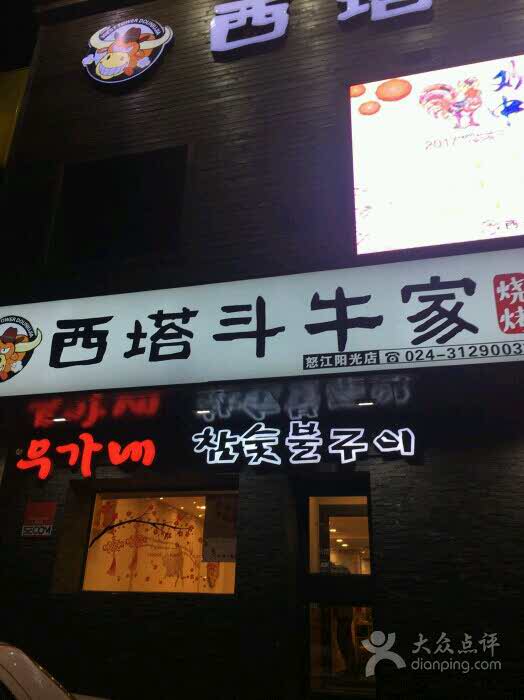 西塔
2017
西塔斗牛家
烧烤
怒江阳光店 ☎024-3129003
우가네 참숯불구이
大众点评
dianping.com